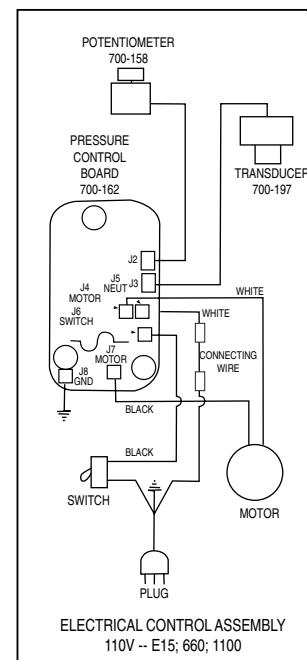 POTENTIOMETER
700-158
PRESSURE
CONTROL
BOARD
700-162
TRANSDUCER
700-197
J2
J5
NEUT
J3
J4
MOTOR
WHITE
J6
SWITCH
WHITE
CONNECTING
WIRE
J7
MOTOR
J8
GND
BLACK
BLACK
SWITCH
MOTOR
PLUG
ELECTRICAL CONTROL ASSEMBLY
110V -- E15; 660; 1100